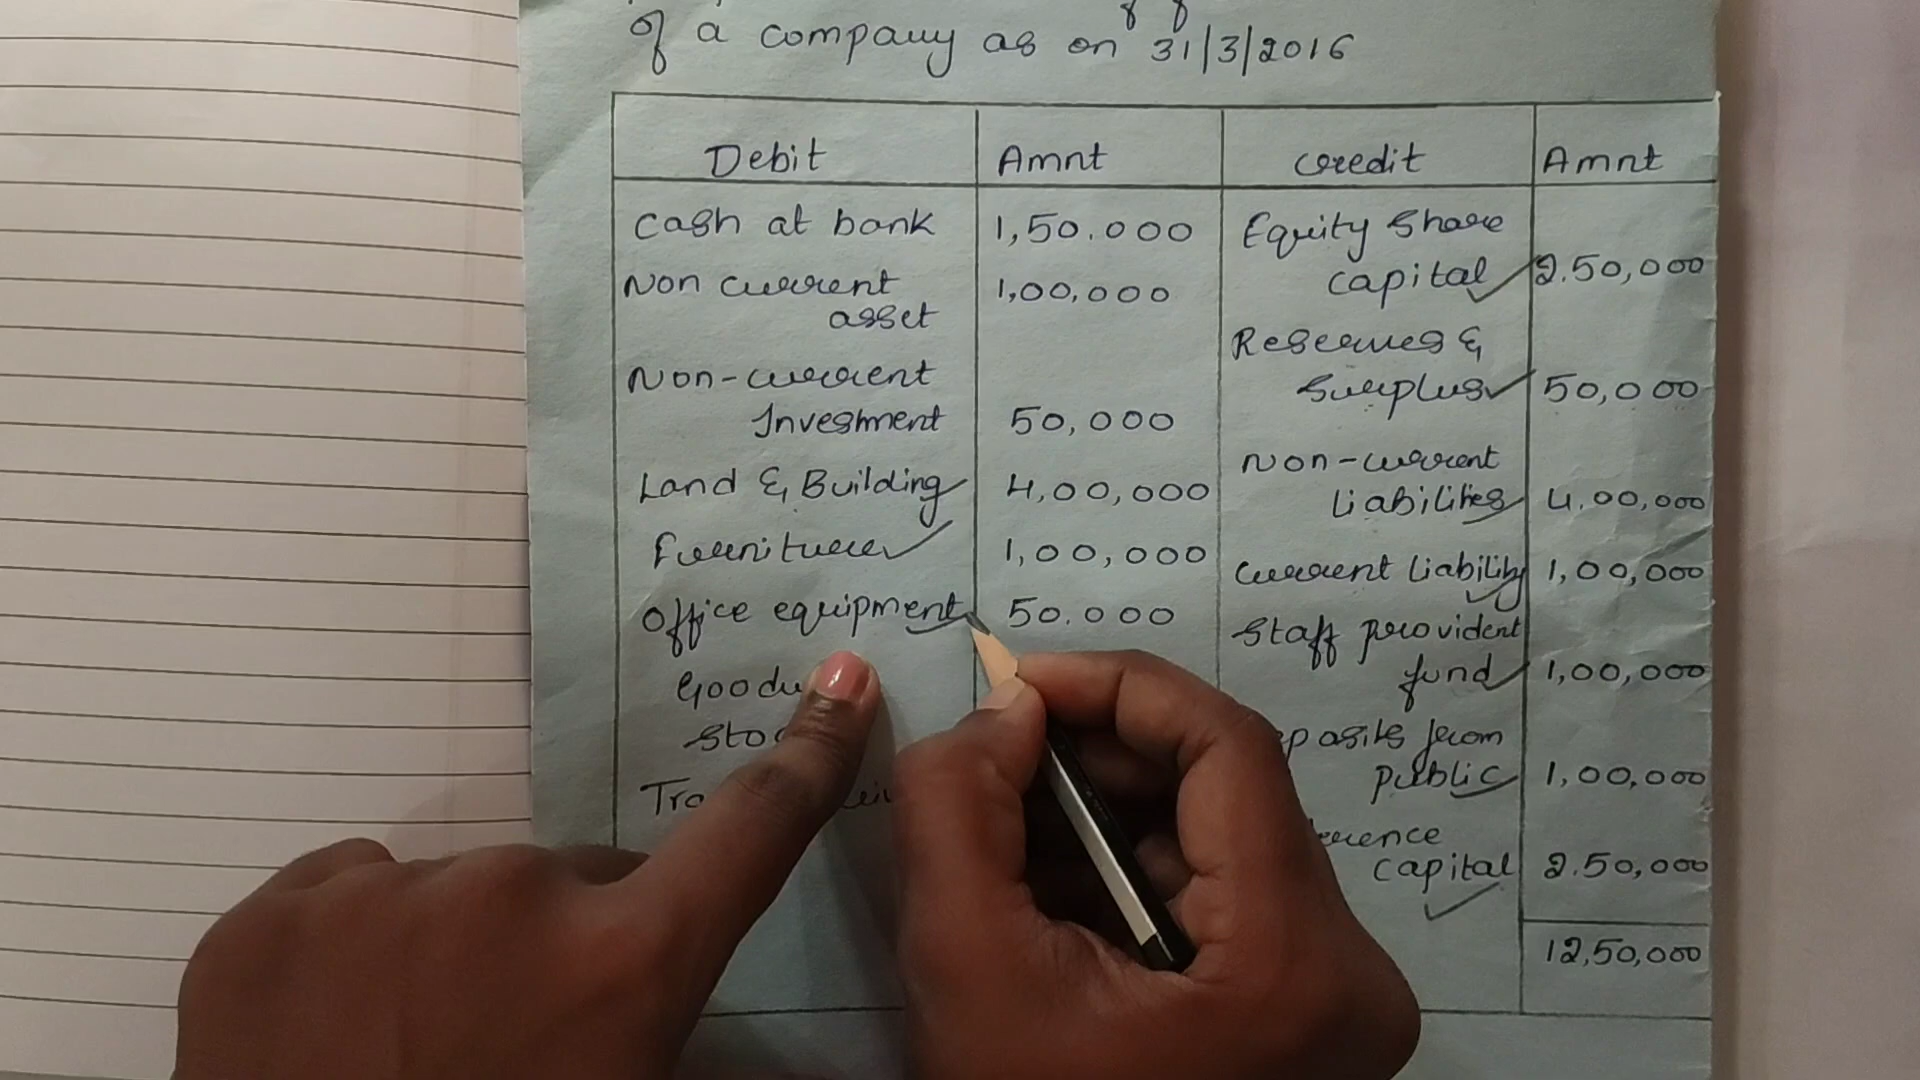 of a company as on 31/3/2016
Debit Amnt Credit Amnt
Cash at bank 1,50.000 Equity Share
capital 2.50,000
Non current 1,00,000
asset
Reserves &
Surplus 50,000
Non-current
Investment 50,000
Non-current
Liabilities 4.00,000
Land & Building 4,00,000
Furniture 1,00,000
Current Liability 1,00,000
Office equipment 50.000
Staff provident
fund 1,00,000
from
public 1,00,000
capital 2.50,000
12,50,000